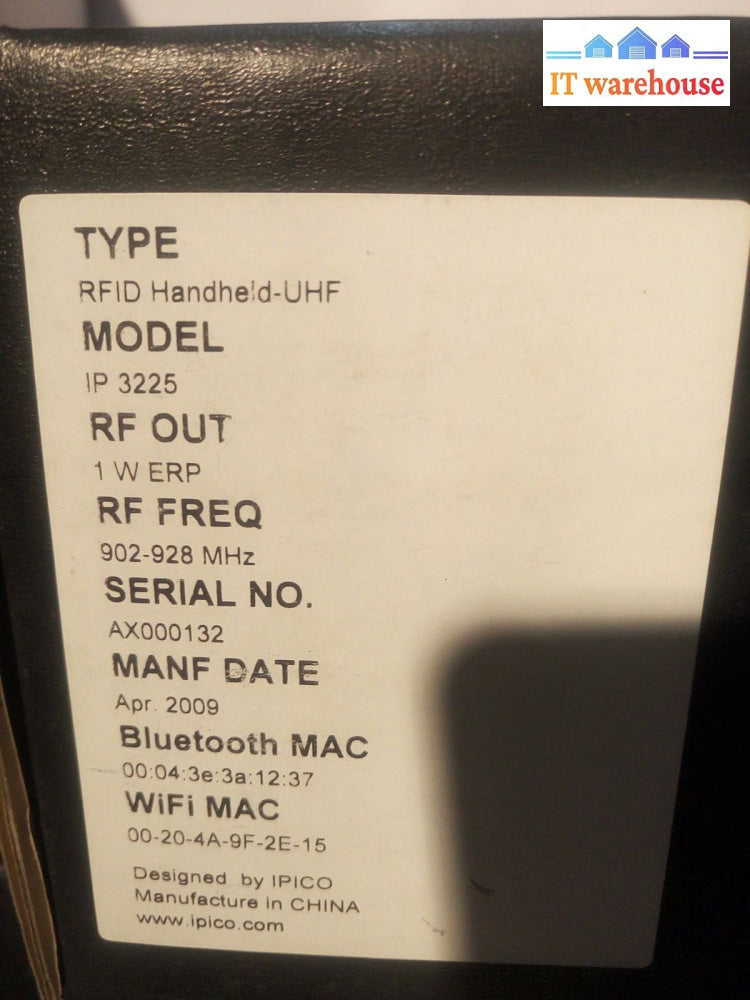 IT warehouse
TYPE
RFID Handheld-UHF
MODEL
IP 3225
RF OUT
1 W ERP
RF FREQ
902-928 MHz
SERIAL NO.
AX000132
MANF DATE
Apr. 2009
Bluetooth MAC
00:04:3e:3a:12:37
WiFi MAC
00-20-4A-9F-2E-15
Designed by IPICO
Manufacture in CHINA
www.ipico.com